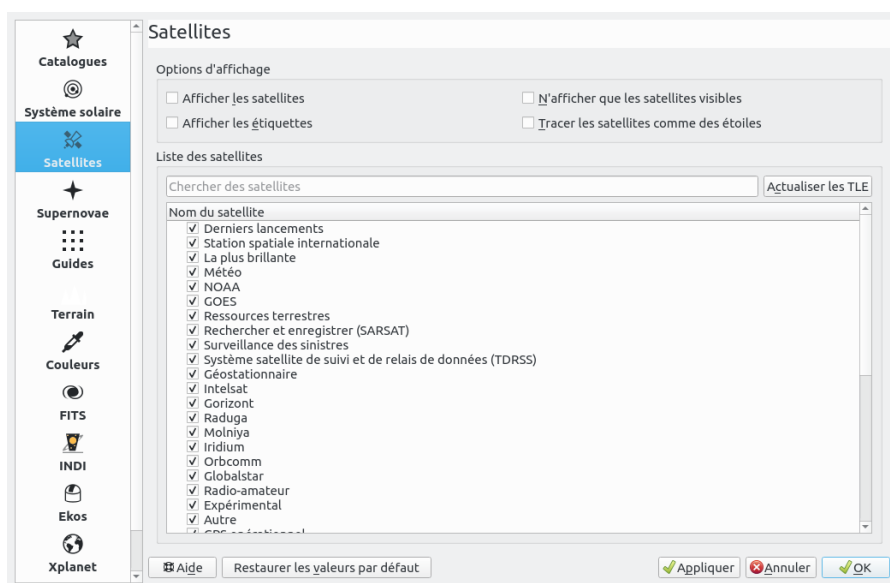 Catalogues
Système solaire
Satellites
Supernovae
Guides
Terrain
Couleurs
FITS
INDI
Ekos
Xplanet
Satellites
Options d'affichage
Afficher les satellites
N'afficher que les satellites visibles
Afficher les étiquettes
Tracer les satellites comme des étoiles
Liste des satellites
Chercher des satellites
Actualiser les TLE
Nom du satellite
Derniers lancements
Station spatiale internationale
La plus brillante
Météo
NOAA
GOES
Ressources terrestres
Rechercher et enregistrer (SARSAT)
Surveillance des sinistres
Système satellite de suivi et de relais de données (TDRSS)
Géostationnaire
Intelsat
Gorizont
Raduga
Molniya
Iridium
Orbcomm
Globalstar
Radio-amateur
Expérimental
Autre
GPS opérationnel
Aide
Restaurer les valeurs par défaut
Appliquer
Annuler
OK